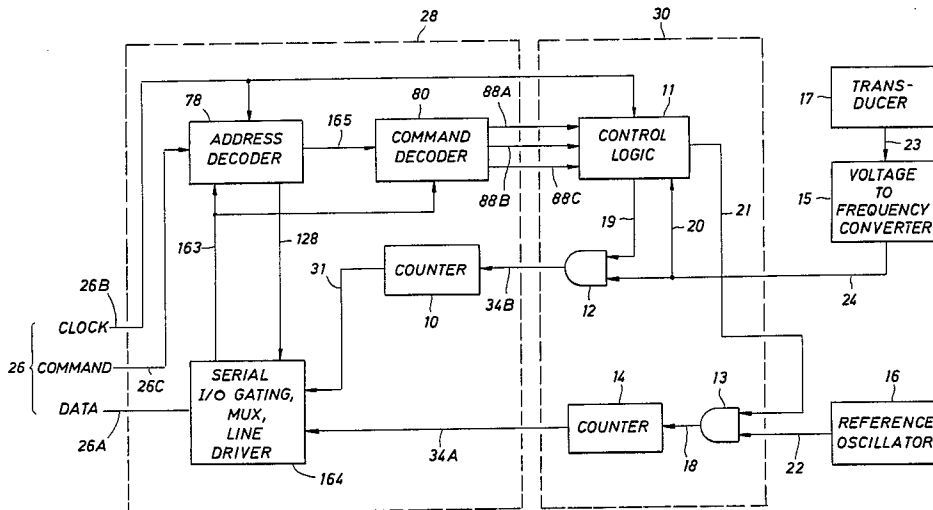 28
30
78
80
88A
11
17
TRANS-
DUCER
ADDRESS
DECODER
165
COMMAND
DECODER
CONTROL
LOGIC
23
88B
88C
15
VOLTAGE
TO
FREQUENCY
CONVERTER
163
128
19
20
21
31
COUNTER
10
34B
12
24
26B
CLOCK
26
COMMAND
26C
DATA
26A
SERIAL
I/O GATING,
MUX,
LINE
DRIVER
164
34A
14
COUNTER
18
13
22
16
REFERENCE
OSCILLATOR